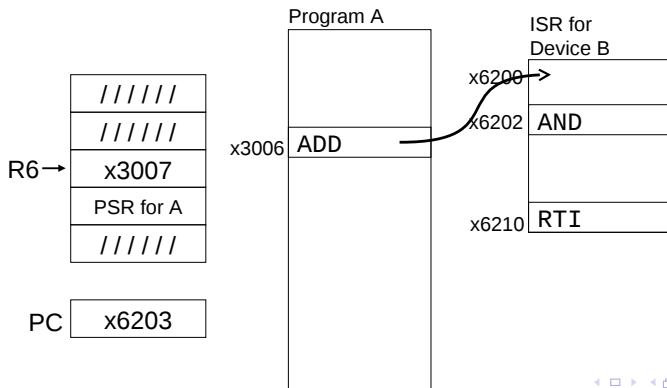 Program A
ISR for
Device B
//////
//////
R6 x3007
PSR for A
//////
PC x6203
x3006 ADD
x6200
x6202 AND
x6210 RTI